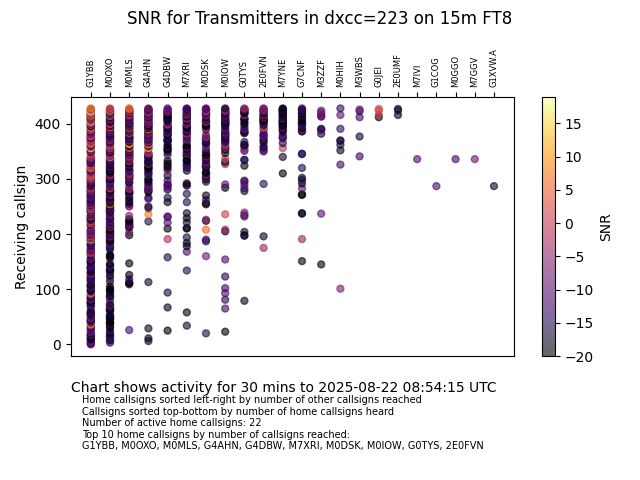 SNR for Transmitters in dxcc=223 on 15m FT8
G1YBB M0OXO M0MLS G4AHN G4DBW M7XRI M0DSK M0IOW G0TYS 2E0FVN M7YNE G7CNF M3ZZF M0HIH M3WBS G0JEI 2E0UMF M7IVI G1COG M0GGO M7GGV G1XVW.A
400
300
200
100
0
Receiving callsign
15
10
5
0
−5
−10
−15
−20
SNR
Chart shows activity for 30 mins to 2025-08-22 08:54:15 UTC
Home callsigns sorted left-right by number of other callsigns reached
Callsigns sorted top-bottom by number of home callsigns heard
Number of active home callsigns: 22
Top 10 home callsigns by number of callsigns reached:
G1YBB, M0OXO, M0MLS, G4AHN, G4DBW, M7XRI, M0DSK, M0IOW, G0TYS, 2E0FVN